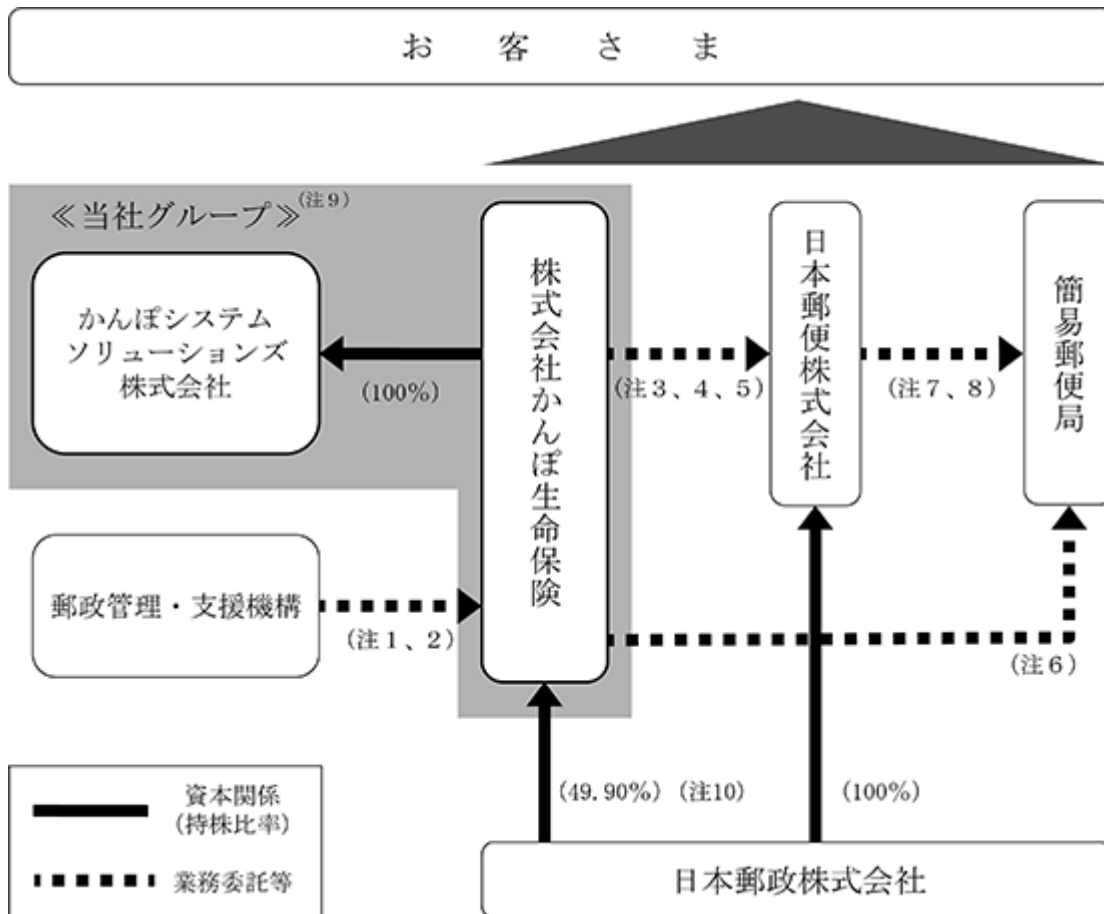 お客さま
≪当社グループ≫(注9)
かんぽシステム
ソリューションズ
株式会社
(100%)
株式会社かんぽ生命保険
(注3、4、5)
日本郵便株式会社
(注7、8)
簡易郵便局
郵政管理・支援機構
(注1、2)
(注6)
(49.90%) (注10)
(100%)
資本関係
(持株比率)
業務委託等
日本郵政株式会社